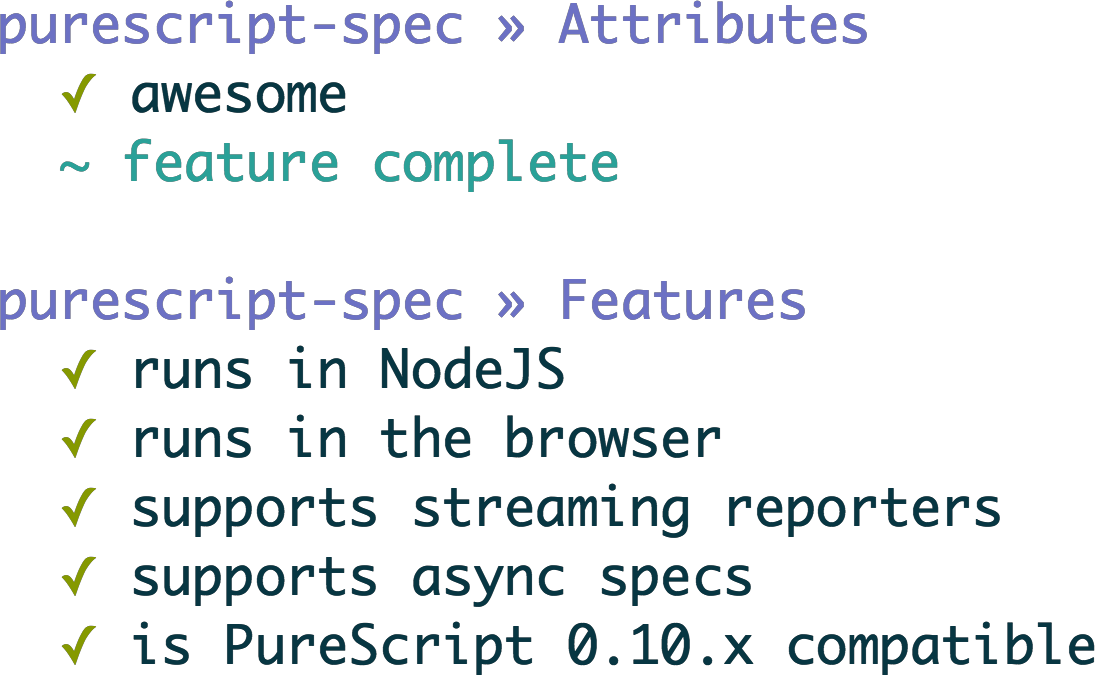 purescript-spec » Attributes
✓ awesome
~ feature complete
purescript-spec » Features
✓ runs in NodeJS
✓ runs in the browser
✓ supports streaming reporters
✓ supports async specs
✓ is PureScript 0.10.x compatible